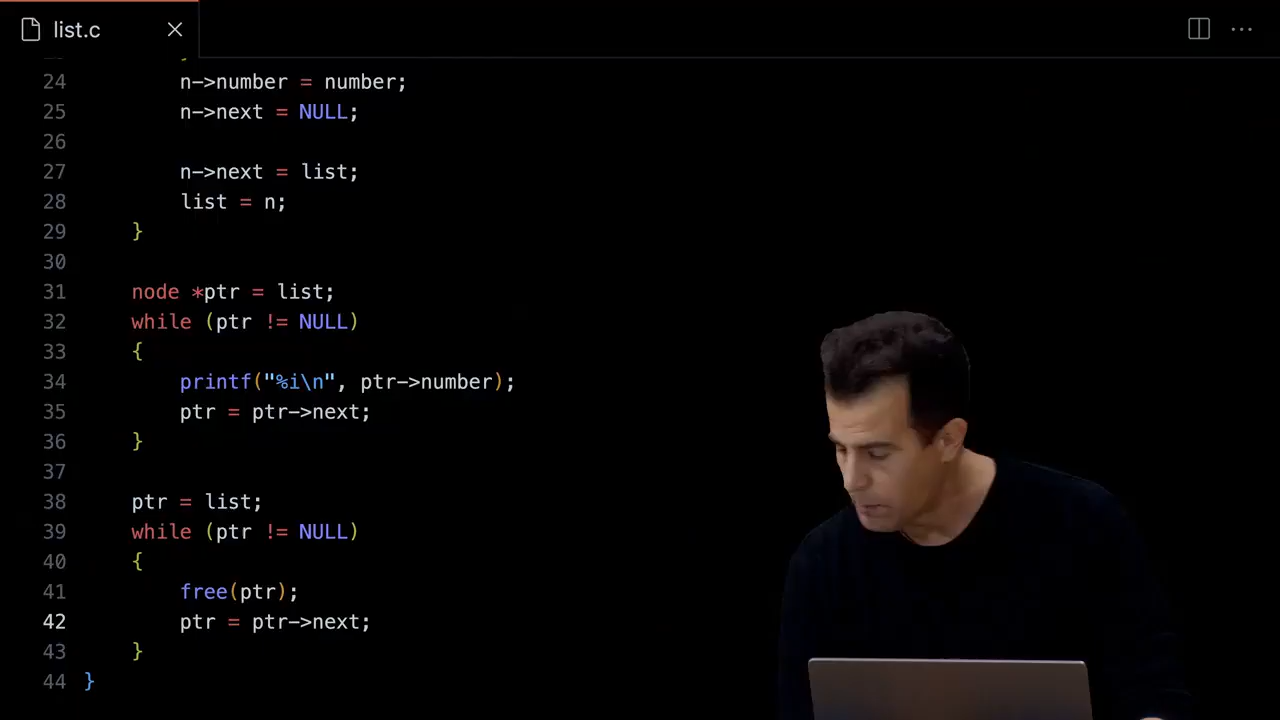 list.c
24 n->number = number;
25 n->next = NULL;
26
27 n->next = list;
28 list = n;
29 }
30
31 node *ptr = list;
32 while (ptr != NULL)
33 {
34 printf("%i\n", ptr->number);
35 ptr = ptr->next;
36 }
37
38 ptr = list;
39 while (ptr != NULL)
40 {
41 free(ptr);
42 ptr = ptr->next;
43 }
44 }